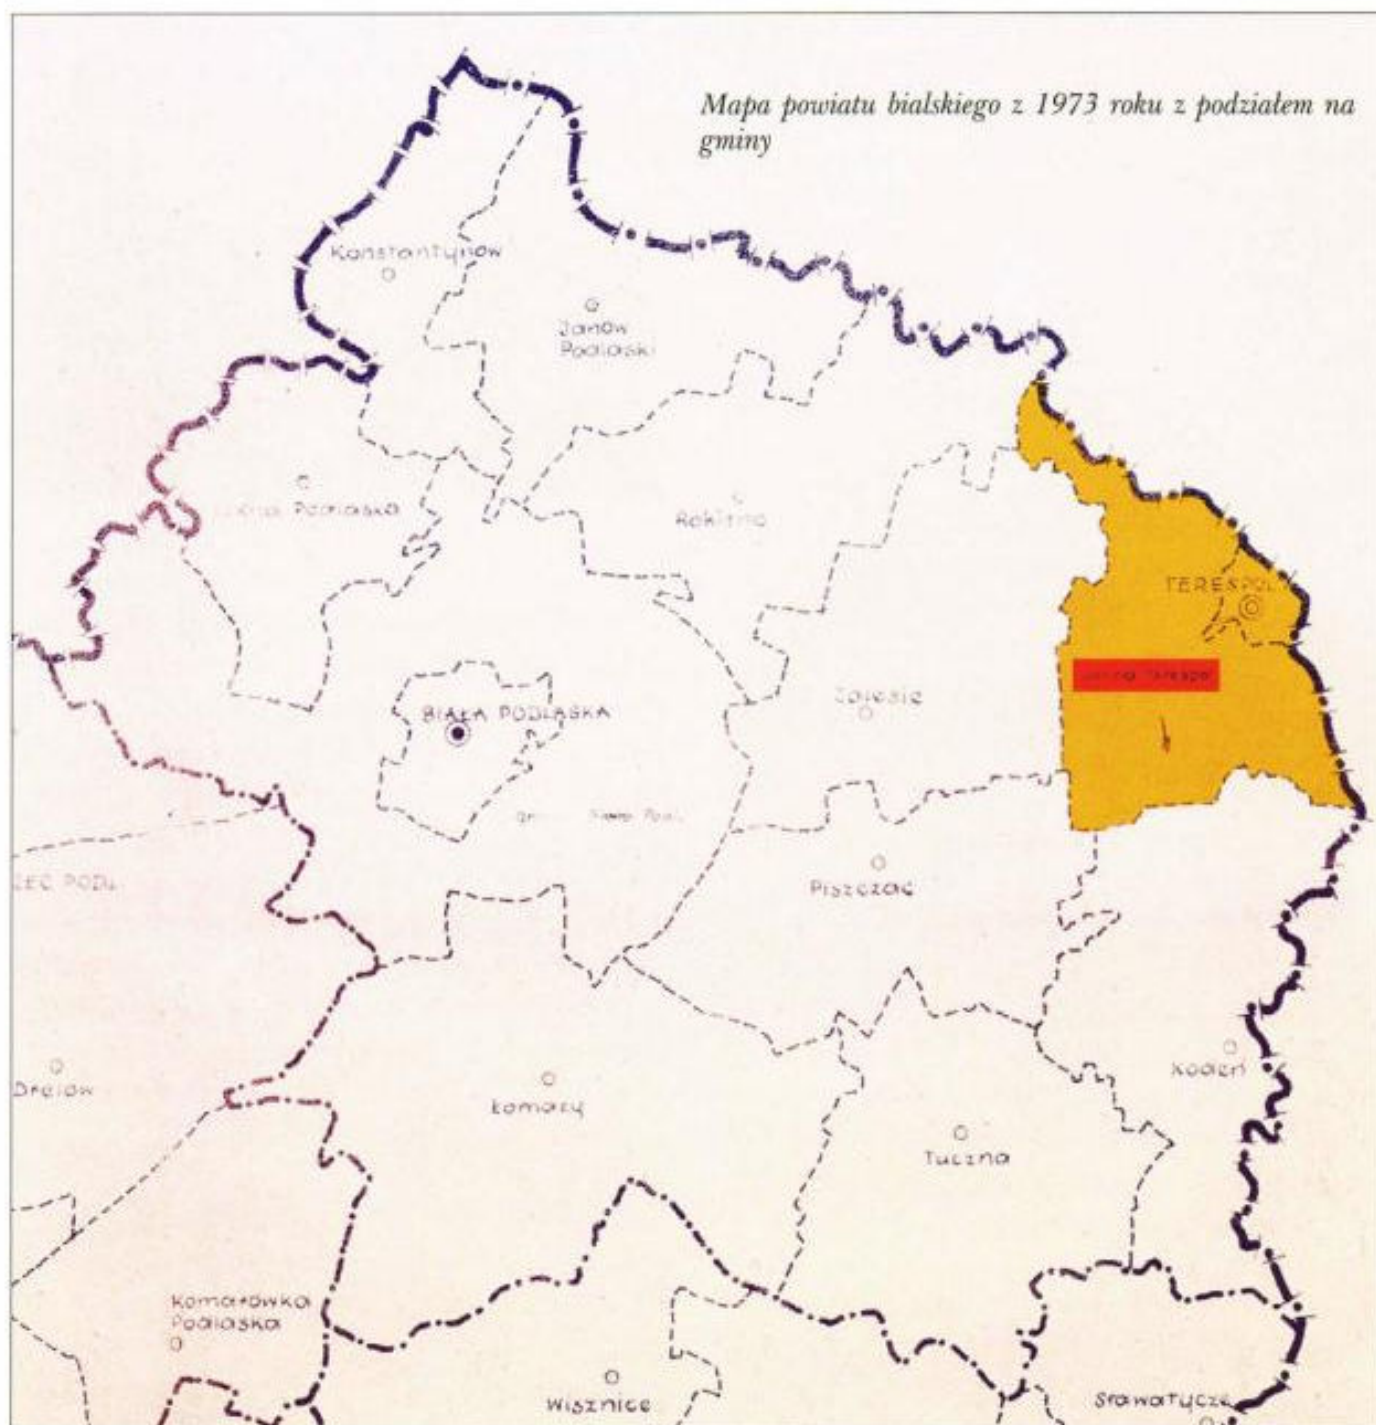 Mapa powiatu bialskiego z 1973 roku z podziałem na
gminy
Konstantynów
Janów
Podlaski
Podlaska
Rokitno
TERESPOL
Zalesie
BIAŁA PODLASKA
Piszczac
Kodeń
Drelów
Łomazy
Tuczna
Komarówka
Podlaska
Wisznice
Sławatycze